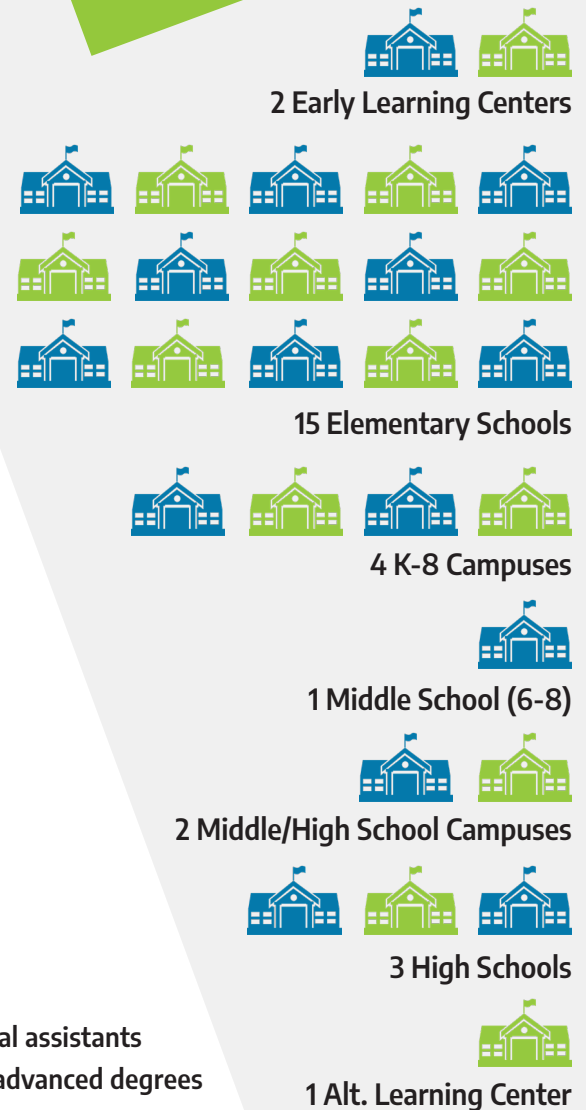 2 Early Learning Centers
15 Elementary Schools
4 K-8 Campuses
1 Middle School (6-8)
2 Middle/High School Campuses
3 High Schools
assistants
advanced degrees
1 Alt. Learning Center